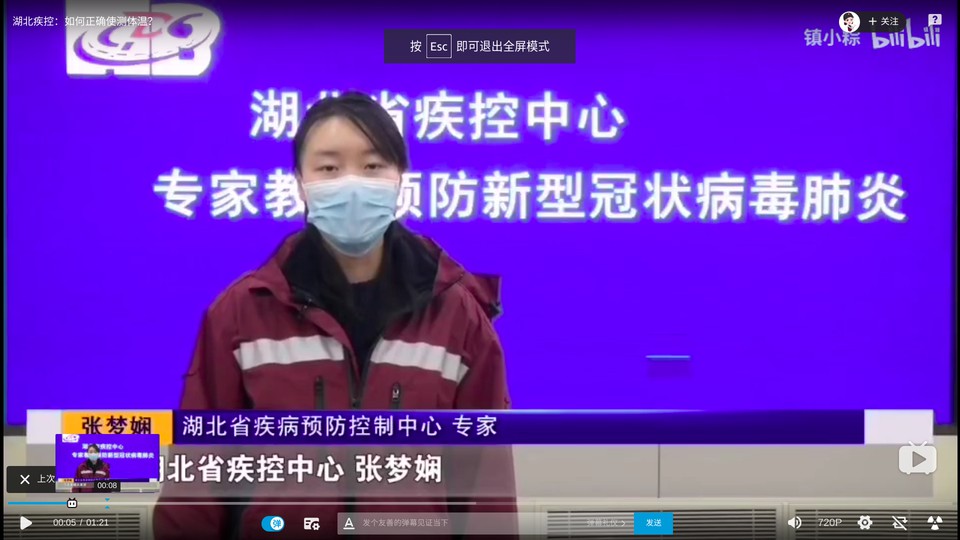 湖北疾控：如何正确使测体温？
关注
按 Esc 即可退出全屏模式
镇小粽 bilibili
湖北省疾控中心
专家教 预防新型冠状病毒肺炎
张梦娴 湖北省疾病预防控制中心 专家
北省疾控中心 张梦娴
上次
00:08
00:05 / 01:21
弹
发个友善的弹幕见证当下
弹幕礼仪
发送
720P